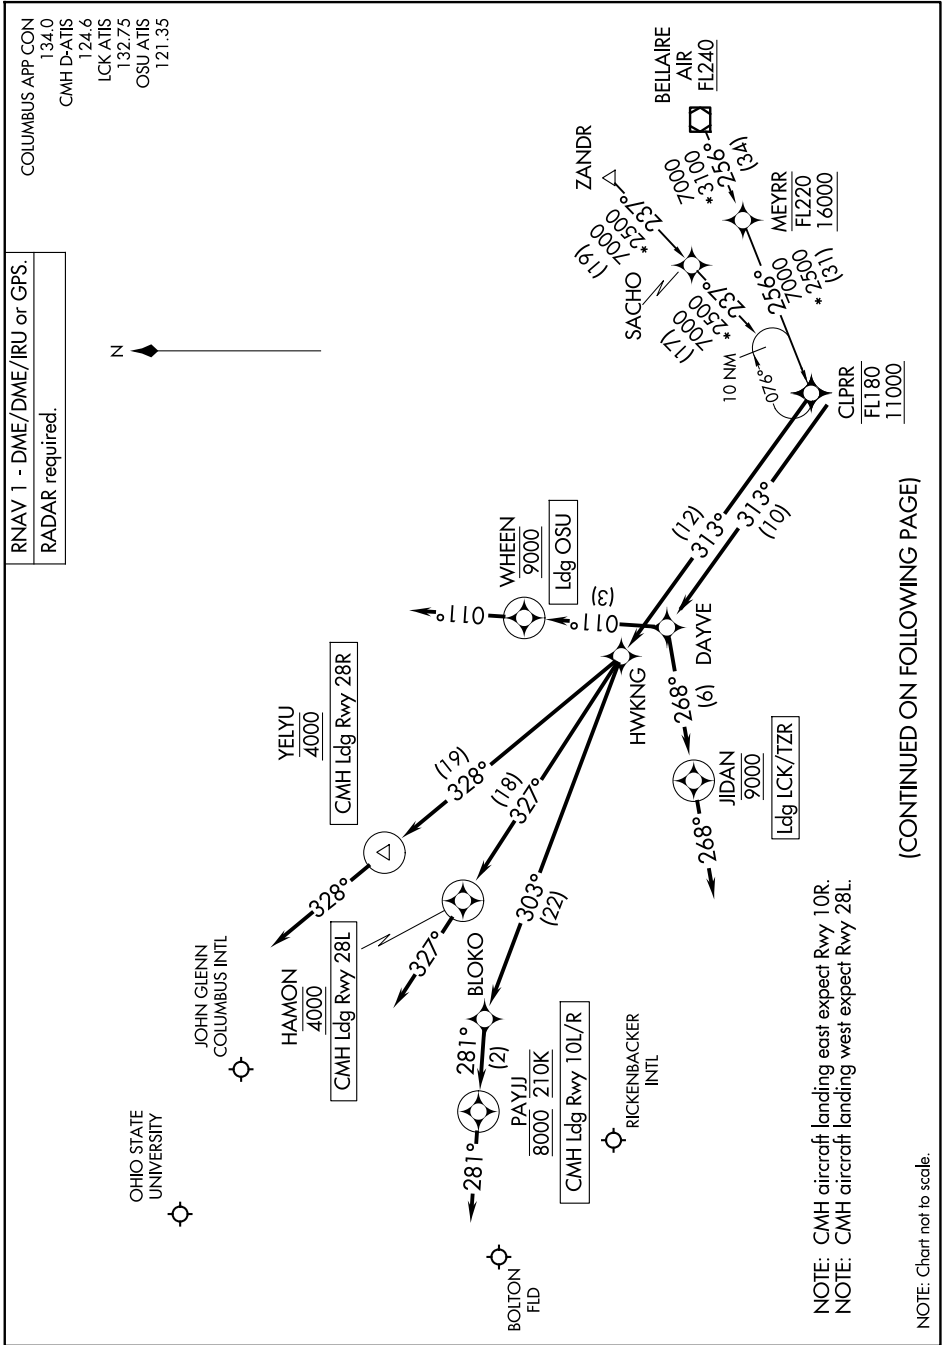 RNAV 1 - DME/DME/IRU or GPS.
RADAR required.
COLUMBUS APP CON
134.0
CMH D-ATIS
124.6
LCK ATIS
132.75
OSU ATIS
121.35
N
OHIO STATE
UNIVERSITY
JOHN GLENN
COLUMBUS INTL
BOLTON
FLD
RICKENBACKER
INTL
YELYU
4000
CMH Ldg Rwy 28R
328°
328°
(19)
HAMON
4000
CMH Ldg Rwy 28L
327°
327°
(18)
BLOKO
303°
(22)
281°
(2)
281°
PAYJJ
8000 210K
CMH Ldg Rwy 10L/R
WHEEN
9000
Ldg OSU
011°
011°
(3)
HWKNG
DAYVE
268°
(6)
268°
JIDAN
9000
Ldg LCK/TZR
(12)
313°
313°
(10)
CLPRR
FL180
11000
10 NM
076°
SACHO
(17)
7000
*2500
237°
ZANDR
(19)
7000
*2500
237°
BELLAIRE
AIR
FL240
7000
*3100
256°
(34)
MEYRR
FL220
16000
256°
7000
*2500
(31)
NOTE: CMH aircraft landing east expect Rwy 10R.
NOTE: CMH aircraft landing west expect Rwy 28L.
(CONTINUED ON FOLLOWING PAGE)
NOTE: Chart not to scale.